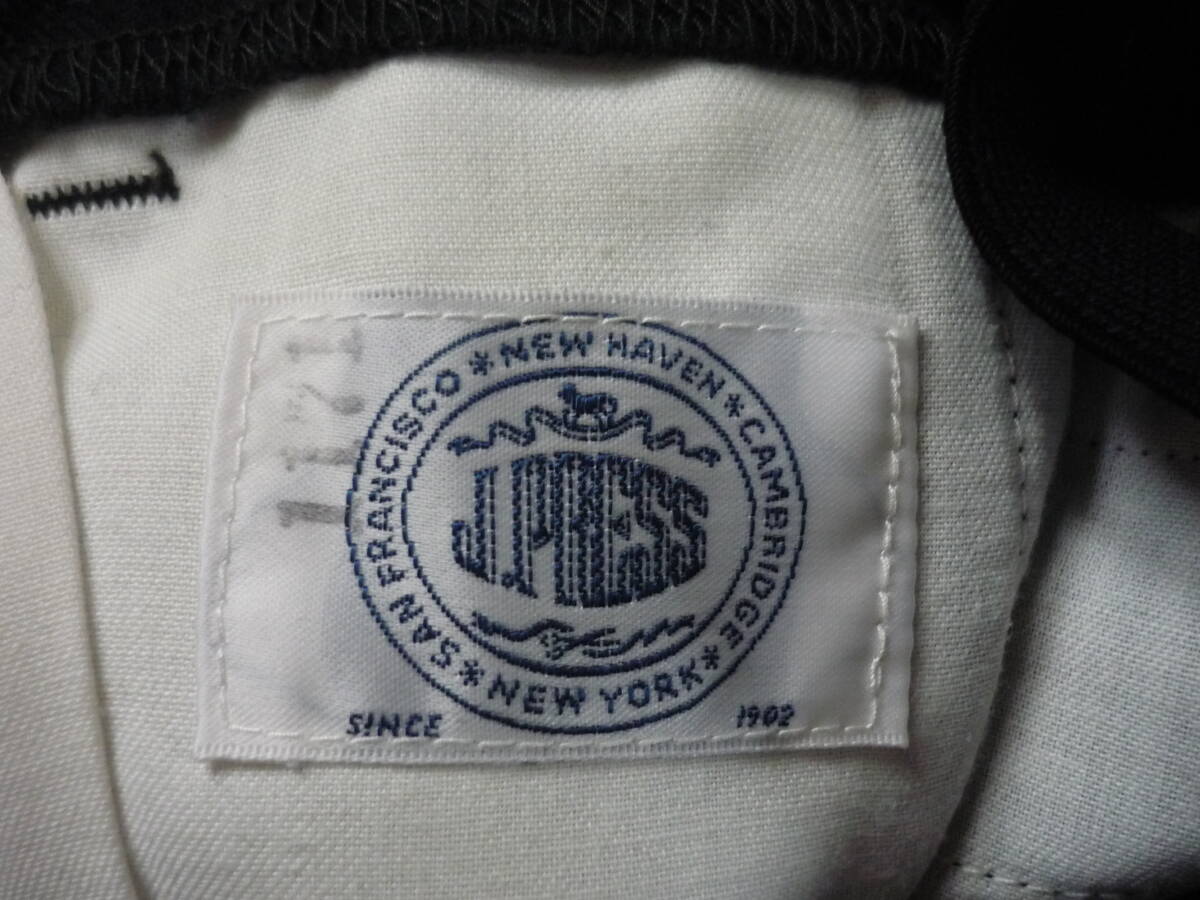 SAN FRANCISCO * NEW HAVEN * CAMBRIDGE * NEW YORK *
J.PRESS
SINCE 1902